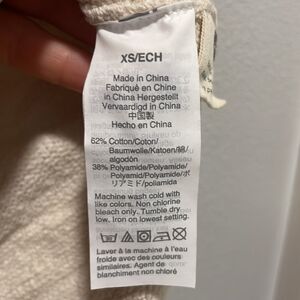 XS/ECH
Made in China
Fabriqué en Chine
in China Hergestellt
Vervaardigd in China
中国製
Hecho en China
62% Cotton/Coton/
Baumwolle/Katoen/綿/
algodón
38% Polyamide/Polyamide/
Polyamid/Polyamide/ポ
リアミド/poliamida
Machine wash cold with
like colors. Non chlorine
bleach only. Tumble dry
low. Iron on lowest setting.
Laver à la machine à l'eau
froide avec des couleurs
similaires. Agent de
blanchiment non chloré